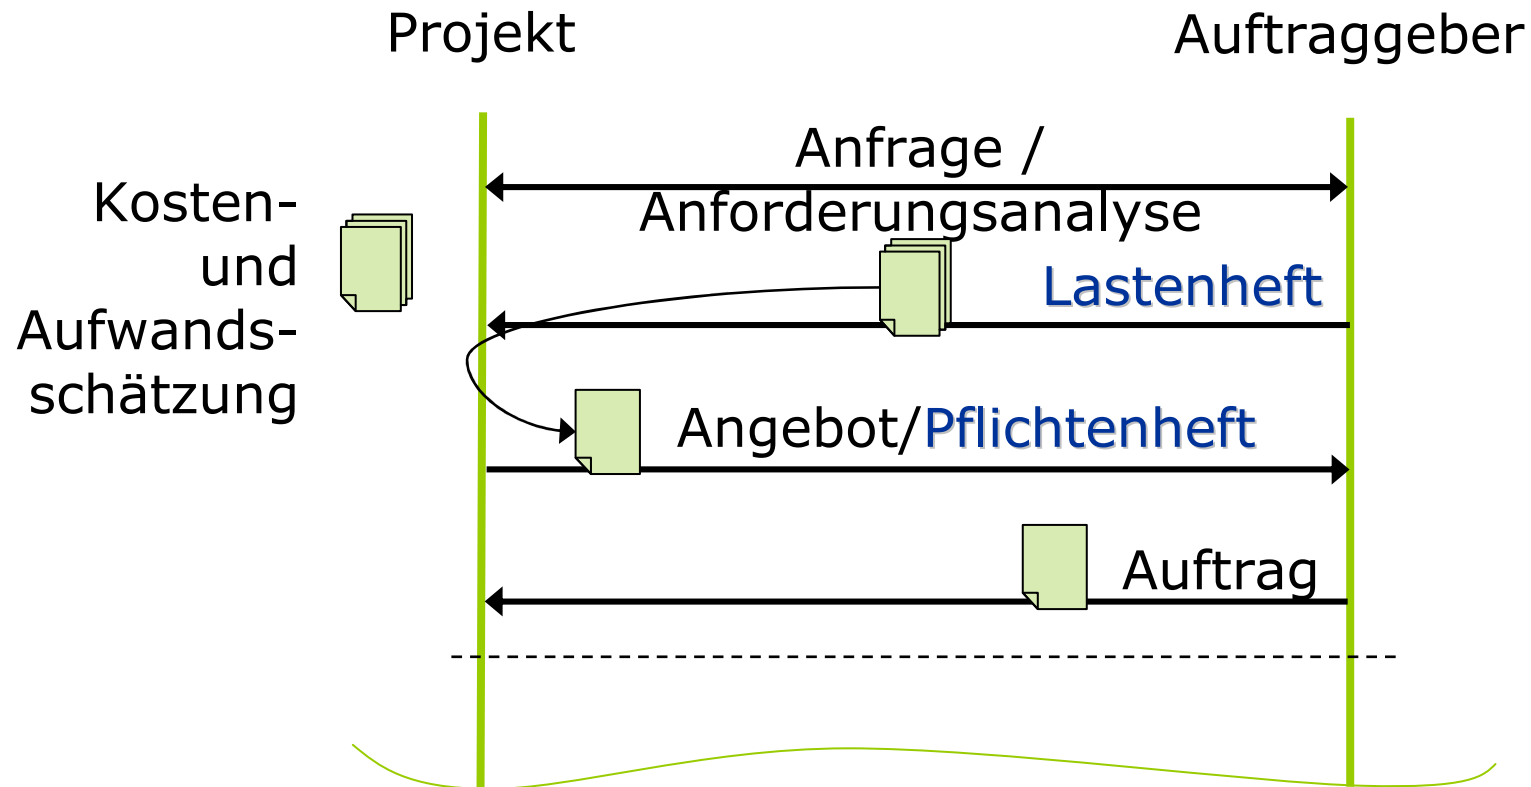 Projekt
Auftraggeber
Anfrage /
Anforderungsanalyse
Kosten-
und
Aufwands-
schätzung
Lastenheft
Angebot/Pflichtenheft
Auftrag